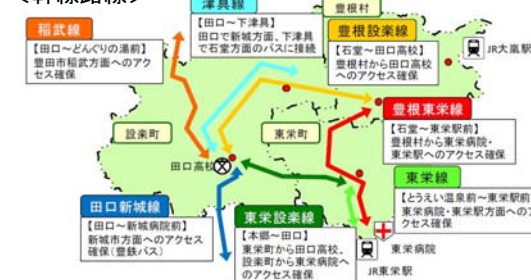 津具線
【田口～下津具】
田口で新城方面、下津具
で石堂方面のバスに接続
豊根村
稲武線
【田口～どんぐりの湯前】
豊田市稲武方面へのアク
セス確保
豊根設楽線
【石堂～田口高校】
豊根村から田口高校
へのアクセス確保
JR大嵐駅
設楽町
東栄町
田口高校
豊根東栄線
【石堂～東栄駅前】
豊根村から東栄病院・
東栄駅へのアクセス確保
東栄線
【とうえい温泉前～東栄駅前】
東栄病院・東栄駅方面への
セス確保
田口新城線
【田口～新城病院前】
新城市方面へのアクセス
確保(豊鉄バス)
東栄設楽線
【本郷～田口】
東栄町から田口高校、
設楽町から東栄病院へ
のアクセス確保
東栄病院
JR東栄駅